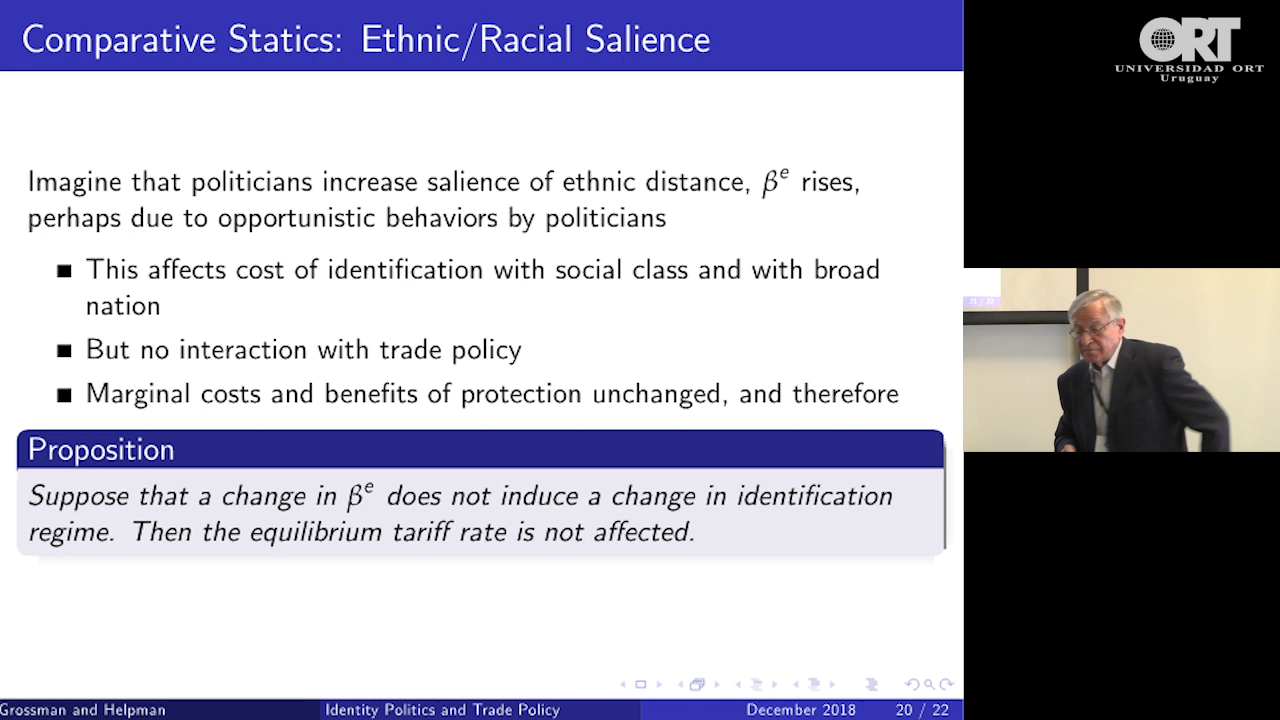 Comparative Statics: Ethnic/Racial Salience
Imagine that politicians increase salience of ethnic distance, βᵉ rises,
perhaps due to opportunistic behaviors by politicians
This affects cost of identification with social class and with broad
nation
But no interaction with trade policy
Marginal costs and benefits of protection unchanged, and therefore
Proposition
Suppose that a change in βᵉ does not induce a change in identification
regime. Then the equilibrium tariff rate is not affected.
Grossman and Helpman Identity Politics and Trade Policy December 2018 20 / 22
ORT
UNIVERSIDAD ORT
Uruguay
21 / 22